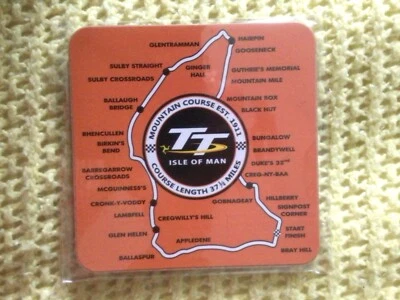 HAIRPIN
GLENTRAMMAN
GOOSENECK
SULBY STRAIGHT
GINGER
HALL
GUTHRIE'S MEMORIAL
SULBY CROSSROADS
MOUNTAIN MILE
BALLAUGH
BRIDGE
MOUNTAIN BOX
BLACK HUT
MOUNTAIN COURSE EST. 1911
TT
ISLE OF MAN
COURSE LENGTH 37¾ MILES
RHENCULLEN
BIRKIN'S
BEND
BUNGALOW
BRANDYWELL
DUKE'S 32ND
CREG-NY-BAA
BARREGARROW
CROSSROADS
MCGUINNESS'S
CRONK-Y-VODDY
GORNAGEAY
HILLBERRY
SIGNPOST
CORNER
LAMBFELL
CREGWILLY'S HILL
GLEN HELEN
APPLEDENE
START
FINISH
BALLASPUR
BRAY HILL